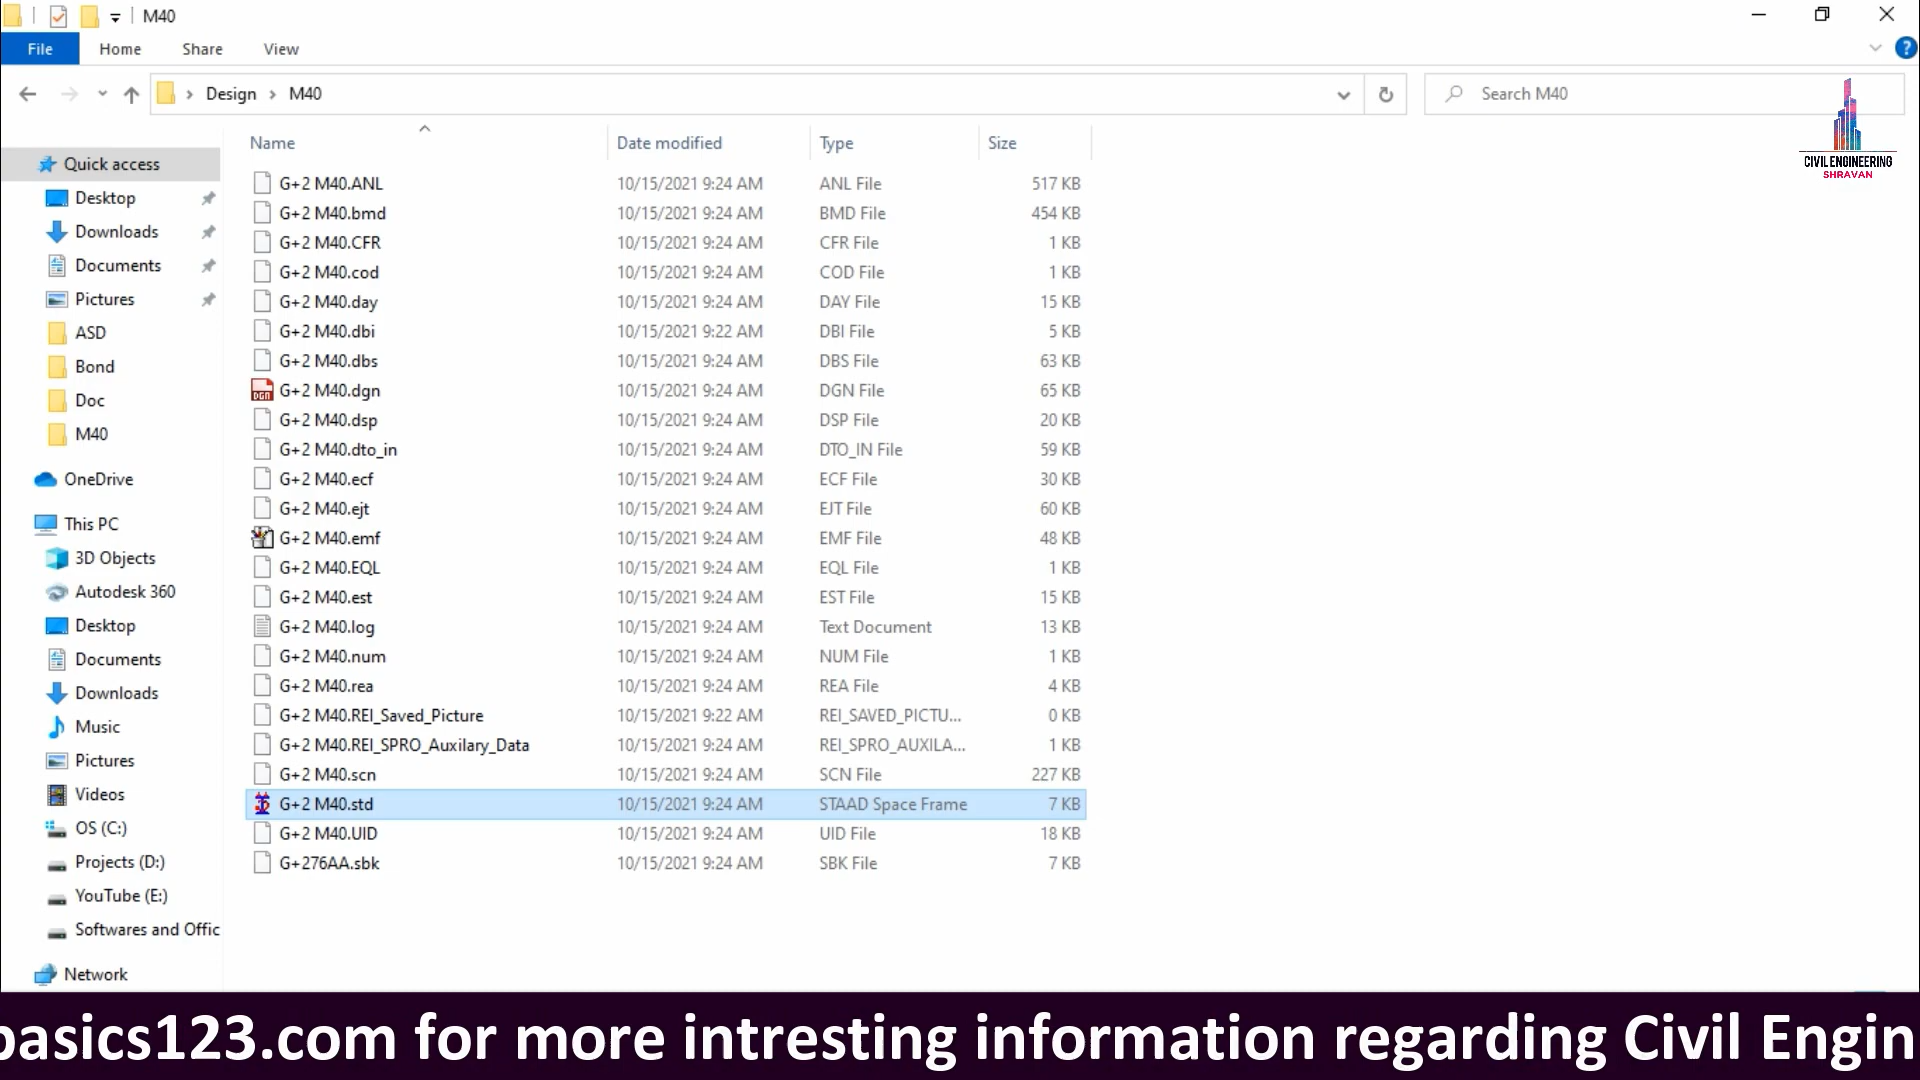 M40
File Home Share View
Design > M40
Search M40
CIVIL ENGINEERING
SHRAVAN
Name Date modified Type Size
Quick access
Desktop
Downloads
Documents
Pictures
ASD
Bond
Doc
M40
OneDrive
This PC
3D Objects
Autodesk 360
Desktop
Documents
Downloads
Music
Pictures
Videos
OS (C:)
Projects (D:)
YouTube (E:)
Softwares and Offic
Network
G+2 M40.ANL 10/15/2021 9:24 AM ANL File 517 KB
G+2 M40.bmd 10/15/2021 9:24 AM BMD File 454 KB
G+2 M40.CFR 10/15/2021 9:24 AM CFR File 1 KB
G+2 M40.cod 10/15/2021 9:24 AM COD File 1 KB
G+2 M40.day 10/15/2021 9:24 AM DAY File 15 KB
G+2 M40.dbi 10/15/2021 9:22 AM DBI File 5 KB
G+2 M40.dbs 10/15/2021 9:24 AM DBS File 63 KB
G+2 M40.dgn 10/15/2021 9:24 AM DGN File 65 KB
G+2 M40.dsp 10/15/2021 9:24 AM DSP File 20 KB
G+2 M40.dto_in 10/15/2021 9:24 AM DTO_IN File 59 KB
G+2 M40.ecf 10/15/2021 9:24 AM ECF File 30 KB
G+2 M40.ejt 10/15/2021 9:24 AM EJT File 60 KB
G+2 M40.emf 10/15/2021 9:24 AM EMF File 48 KB
G+2 M40.EQL 10/15/2021 9:24 AM EQL File 1 KB
G+2 M40.est 10/15/2021 9:24 AM EST File 15 KB
G+2 M40.log 10/15/2021 9:24 AM Text Document 13 KB
G+2 M40.num 10/15/2021 9:24 AM NUM File 1 KB
G+2 M40.rea 10/15/2021 9:24 AM REA File 4 KB
G+2 M40.REI_Saved_Picture 10/15/2021 9:22 AM REI_SAVED_PICTU... 0 KB
G+2 M40.REI_SPRO_Auxilary_Data 10/15/2021 9:24 AM REI_SPRO_AUXILA... 1 KB
G+2 M40.scn 10/15/2021 9:24 AM SCN File 227 KB
G+2 M40.std 10/15/2021 9:24 AM STAAD Space Frame 7 KB
G+2 M40.UID 10/15/2021 9:24 AM UID File 18 KB
G+276AA.sbk 10/15/2021 9:24 AM SBK File 7 KB
basics123.com for more intresting information regarding Civil Engin